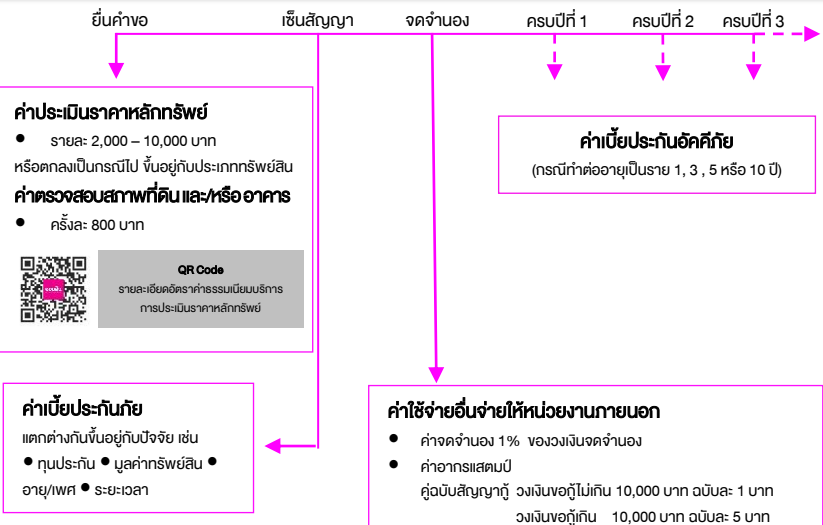 ยื่นคำขอ เซ็นสัญญา จดจำนอง ครบปีที่ 1 ครบปีที่ 2 ครบปีที่ 3
ค่าประเมินราคาหลักทรัพย์
● รายละ 2,000 – 10,000 บาท
หรือตกลงเป็นกรณีไป ขึ้นอยู่กับประเภททรัพย์สิน
ค่าตรวจสอบสภาพที่ดิน และ/หรือ อาคาร
● ครั้งละ 800 บาท
ออมสิน
QR Code
รายละเอียดอัตราค่าธรรมเนียมบริการ
การประเมินราคาหลักทรัพย์
ค่าเบี้ยประกันอัคคีภัย
(กรณีทำต่ออายุเป็นราย 1, 3 , 5 หรือ 10 ปี)
ค่าเบี้ยประกันภัย
แตกต่างกันขึ้นอยู่กับปัจจัย เช่น
● ทุนประกัน ● มูลค่าทรัพย์สิน ●
อายุ/เพศ ● ระยะเวลา
ค่าใช้จ่ายอื่นจ่ายให้หน่วยงานภายนอก
● ค่าจดจำนอง 1% ของวงเงินจดจำนอง
● ค่าอากรแสตมป์
คู่ฉบับสัญญากู้ วงเงินขอกู้ไม่เกิน 10,000 บาท ฉบับละ 1 บาท
วงเงินขอกู้เกิน 10,000 บาท ฉบับละ 5 บาท